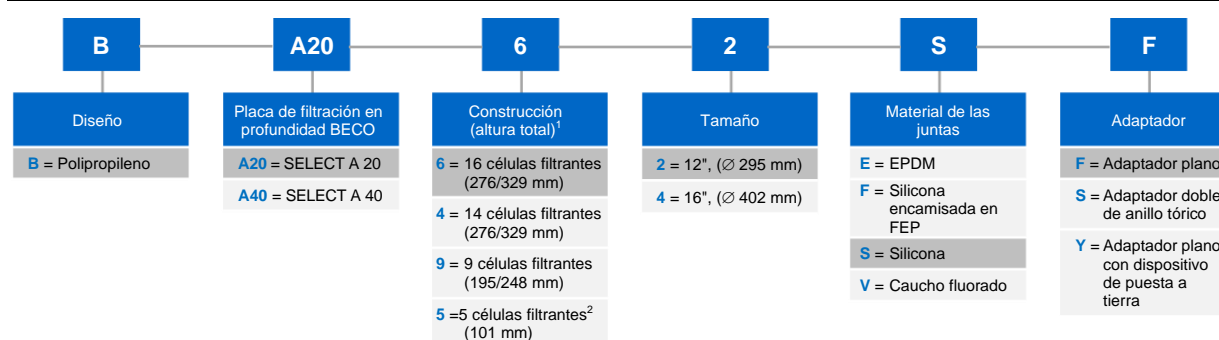 B
A20
6
2
S
F
Diseño
Placa de filtración en
profundidad BECO
Construcción
(altura total)1
Tamaño
Material de las
juntas
Adaptador
B = Polipropileno
A20 = SELECT A 20
A40 = SELECT A 40
6 = 16 células filtrantes
(276/329 mm)
4 = 14 células filtrantes
(276/329 mm)
9 = 9 células filtrantes
(195/248 mm)
5 =5 células filtrantes2
(101 mm)
2 = 12", (∅ 295 mm)
4 = 16", (∅ 402 mm)
E = EPDM
F = Silicona
encamisada en
FEP
S = Silicona
V = Caucho fluorado
F = Adaptador plano
S = Adaptador doble
de anillo tórico
Y = Adaptador plano
con dispositivo
de puesta a
tierra